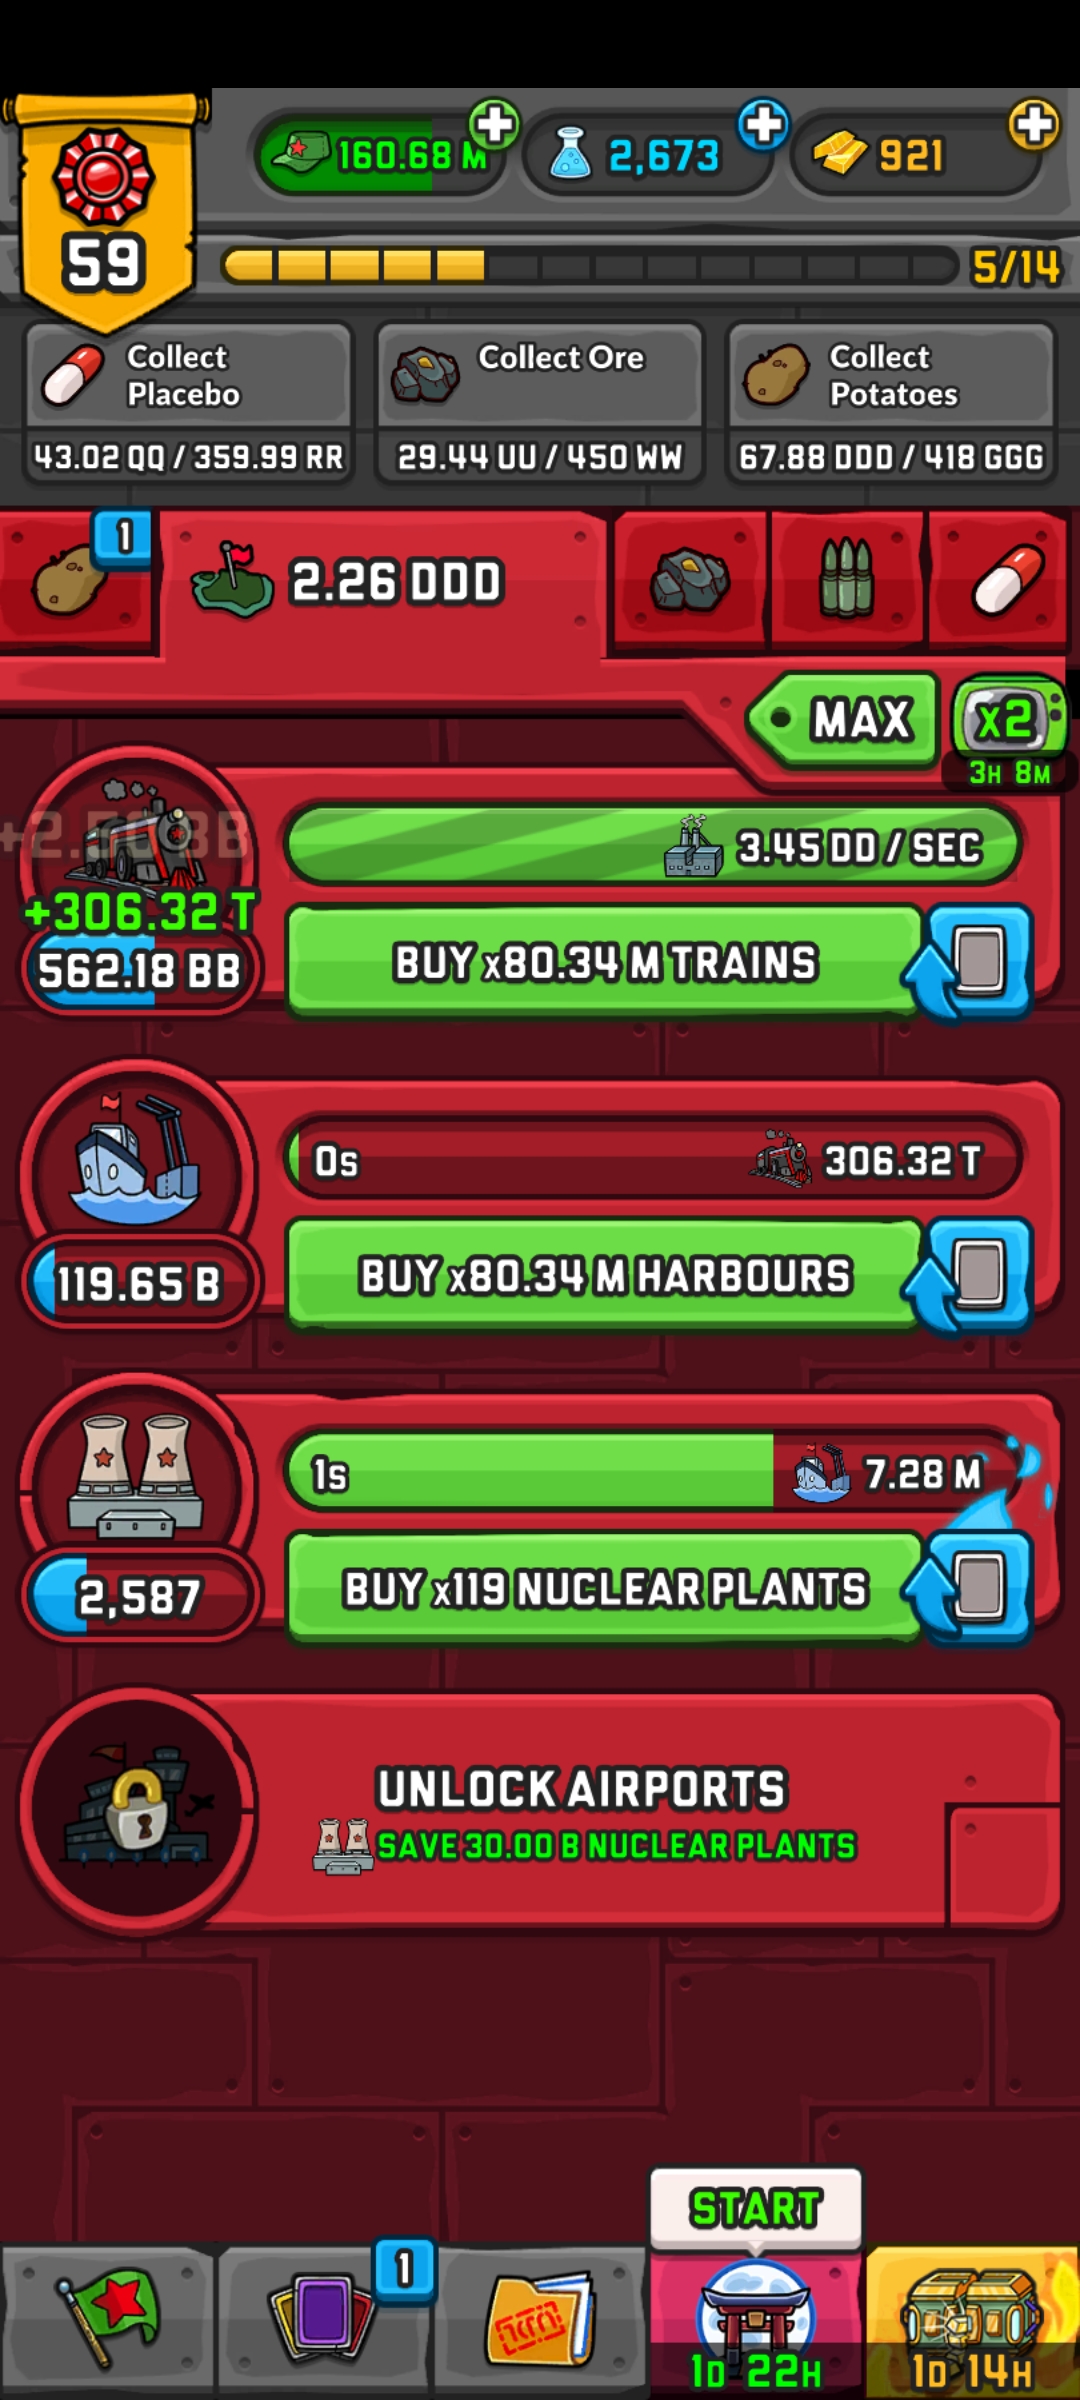 160.68 M
2,673
921
59
5/14
Collect
Placebo
43.02 QQ / 359.99 RR
Collect Ore
29.44 UU / 450 WW
Collect
Potatoes
67.88 DDD / 418 GGG
1
2.26 DDD
MAX
x2
3H 8M
3.45 DD / SEC
+306.32 T
562.18 BB
BUY x80.34 M TRAINS
0s
306.32 T
119.65 B
BUY x80.34 M HARBOURS
1s
7.28 M
2,587
BUY x119 NUCLEAR PLANTS
UNLOCK AIRPORTS
SAVE 30.00 B NUCLEAR PLANTS
START
1
1D 22H
1D 14H